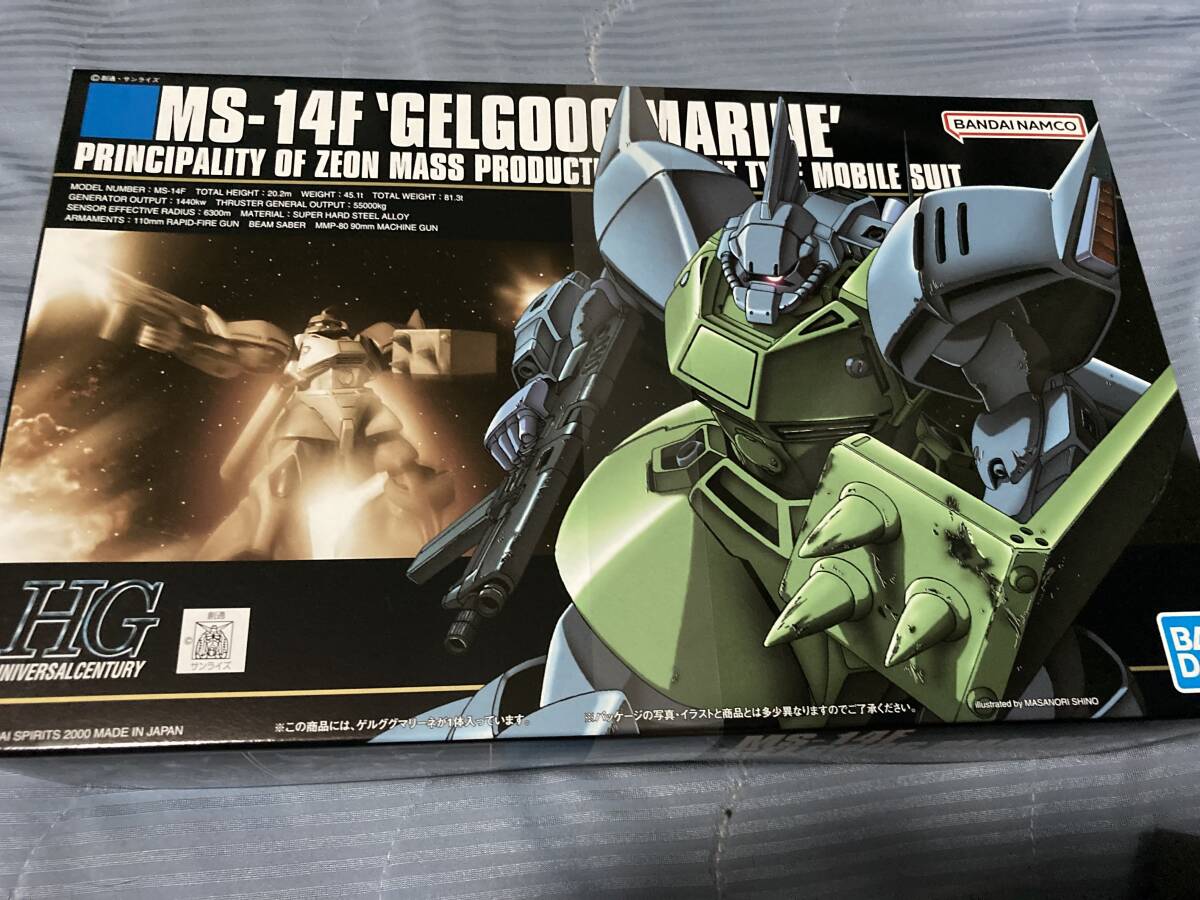 ©創通・サンライズ
MS-14F 'GELGOOG MARINE'
BANDAI NAMCO
PRINCIPALITY OF ZEON MASS PRODUCTI T TYPE MOBILE SUIT
MODEL NUMBER : MS-14F TOTAL HEIGHT : 20.2m WEIGHT : 45.1t TOTAL WEIGHT : 81.3t
GENERATOR OUTPUT : 1440kw THRUSTER GENERAL OUTPUT : 55000kg
SENSOR EFFECTIVE RADIUS : 6300m MATERIAL : SUPER HARD STEEL ALLOY
ARMAMENTS : 110mm RAPID-FIRE GUN BEAM SABER MMP-80 90mm MACHINE GUN
HG
NIVERSAL CENTURY
創通
©
サンライズ
BA
D
illustrated by MASANORI SHINO
AI SPIRITS 2000 MADE IN JAPAN
※この商品には、ゲルググマリーネが1体入っています。
※パッケージの写真・イラストと商品とは多少異なりますのでご了承ください。
MS-14F